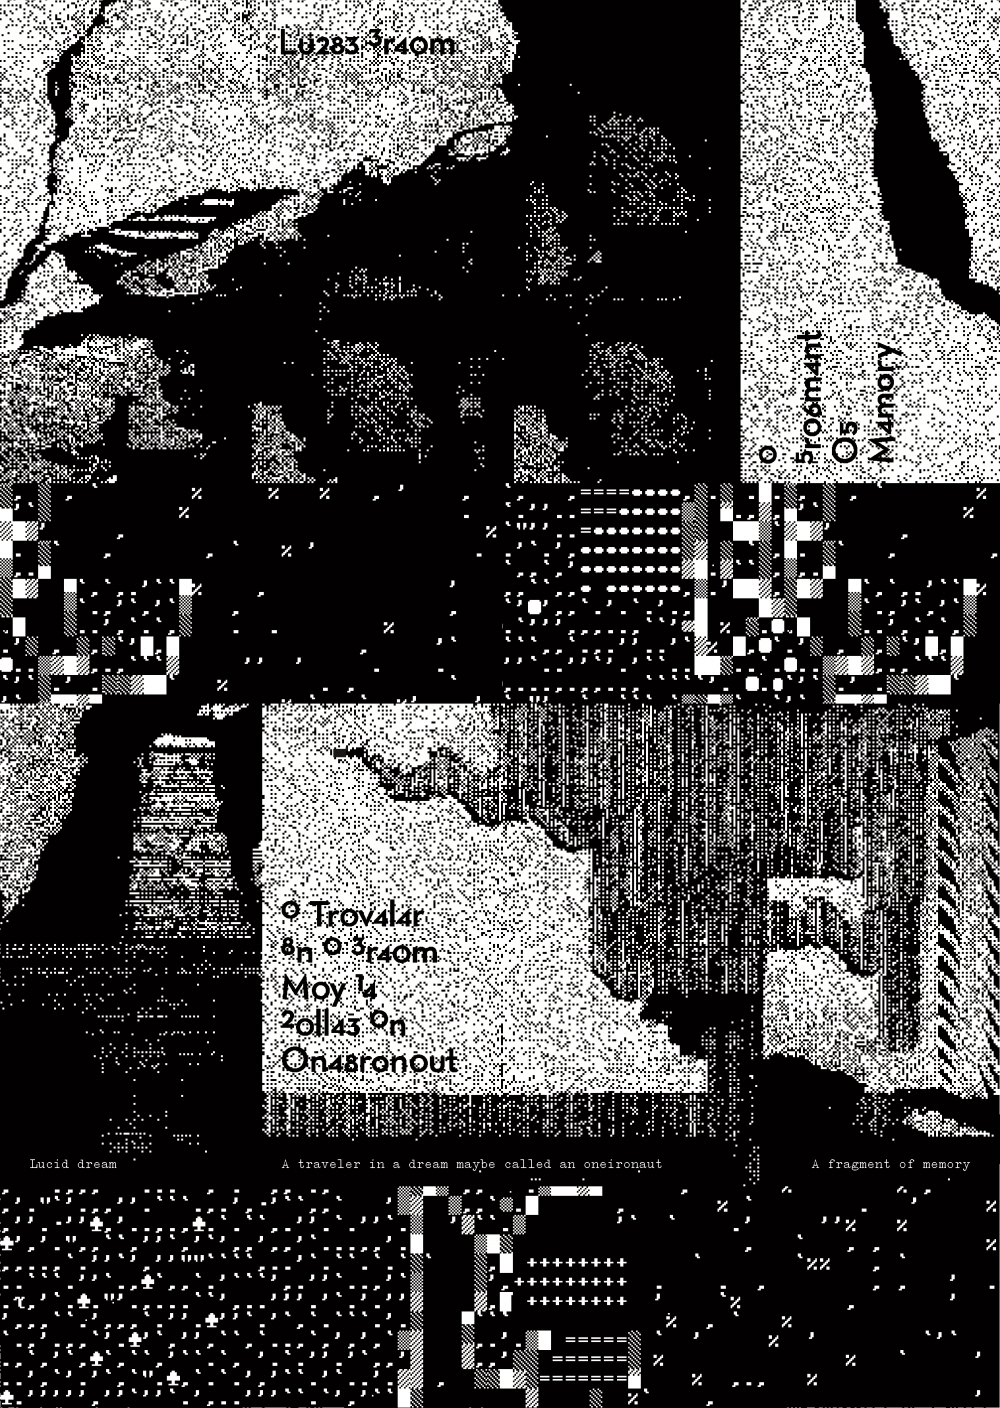 Lu283 ³r4om
o
5ro6m4nt
O5
M4mory
o Trov4l4r
8n o ³r4om
Moy ¹4
²oll43 on
On48ronout
Lucid dream
A traveler in a dream maybe called an oneironaut
A fragment of memory